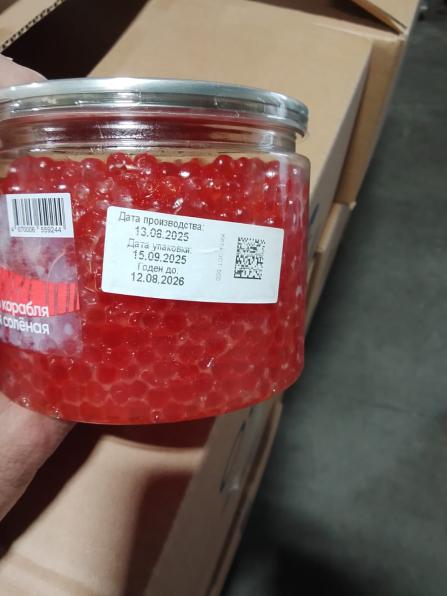 4 670006 559244
корабля
солёная
Дата производства:
13.08.2025
Дата упаковки:
15.09.2025
Годен до:
12.08.2026